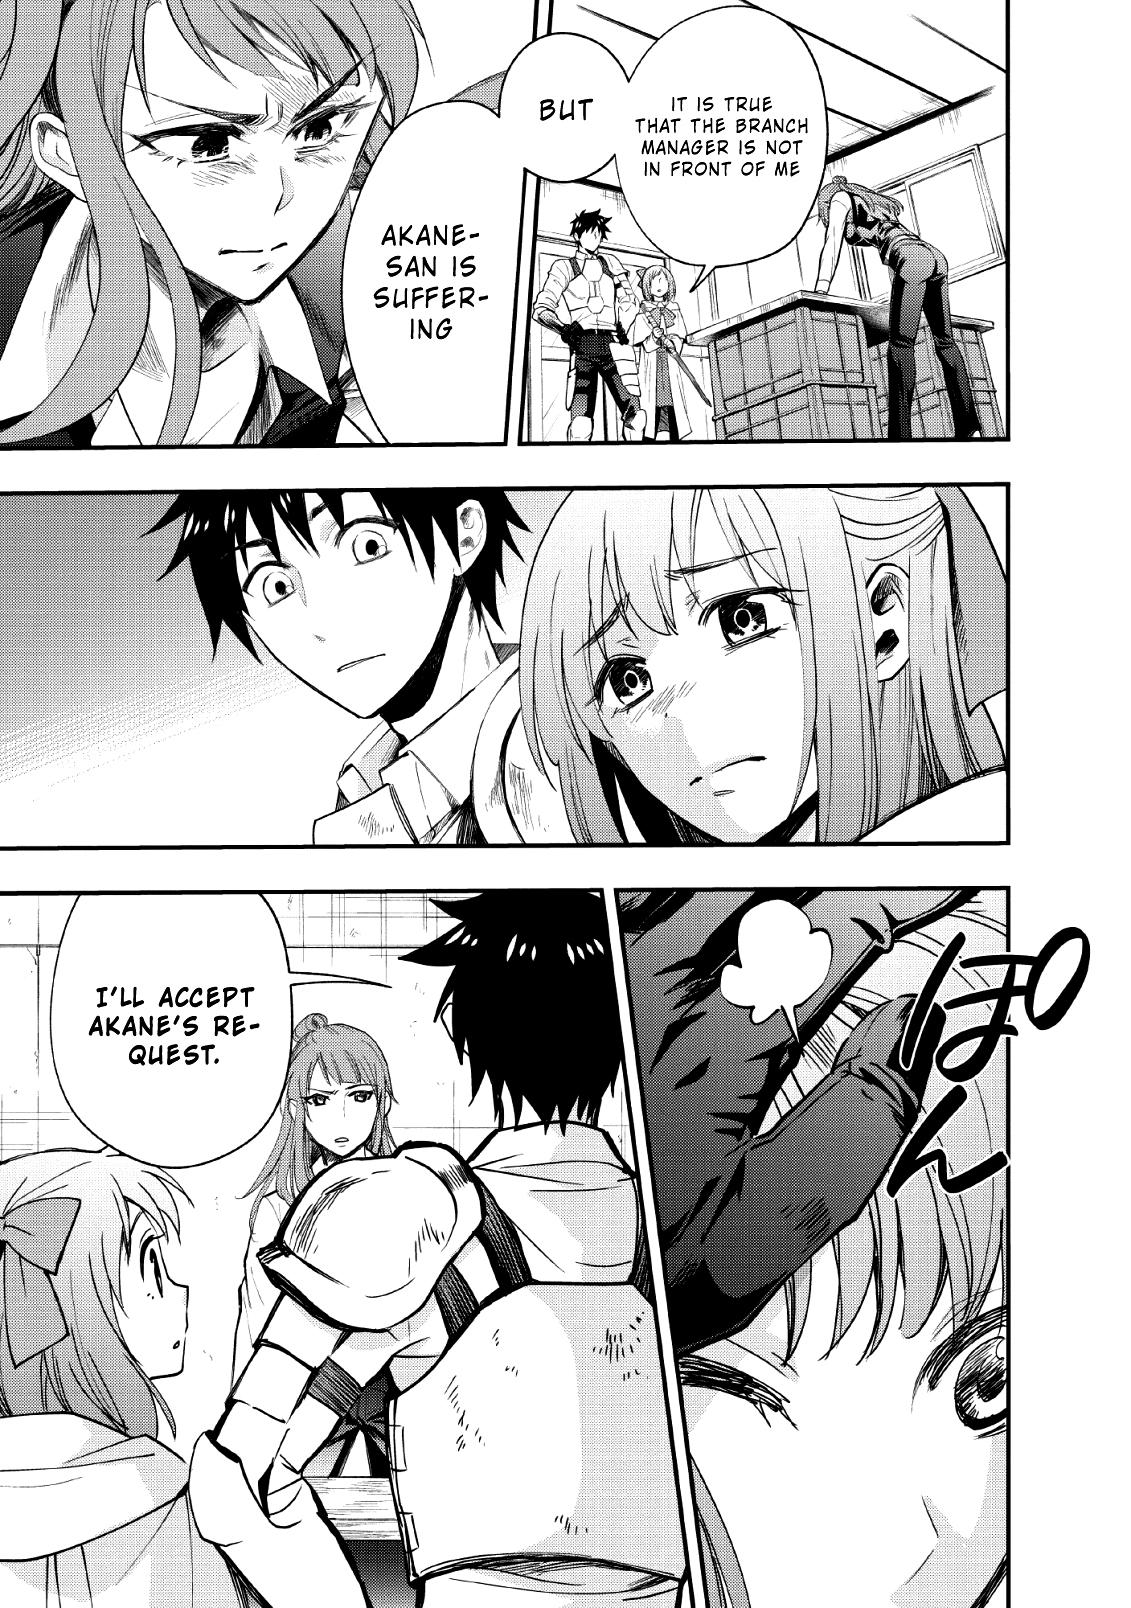 IT IS TRUE
THAT THE BRANCH
MANAGER IS NOT
IN FRONT OF ME
BUT
AKANE-
SAN IS
SUFFER-
ING
ぽん
I'LL ACCEPT
AKANE'S RE-
QUEST.